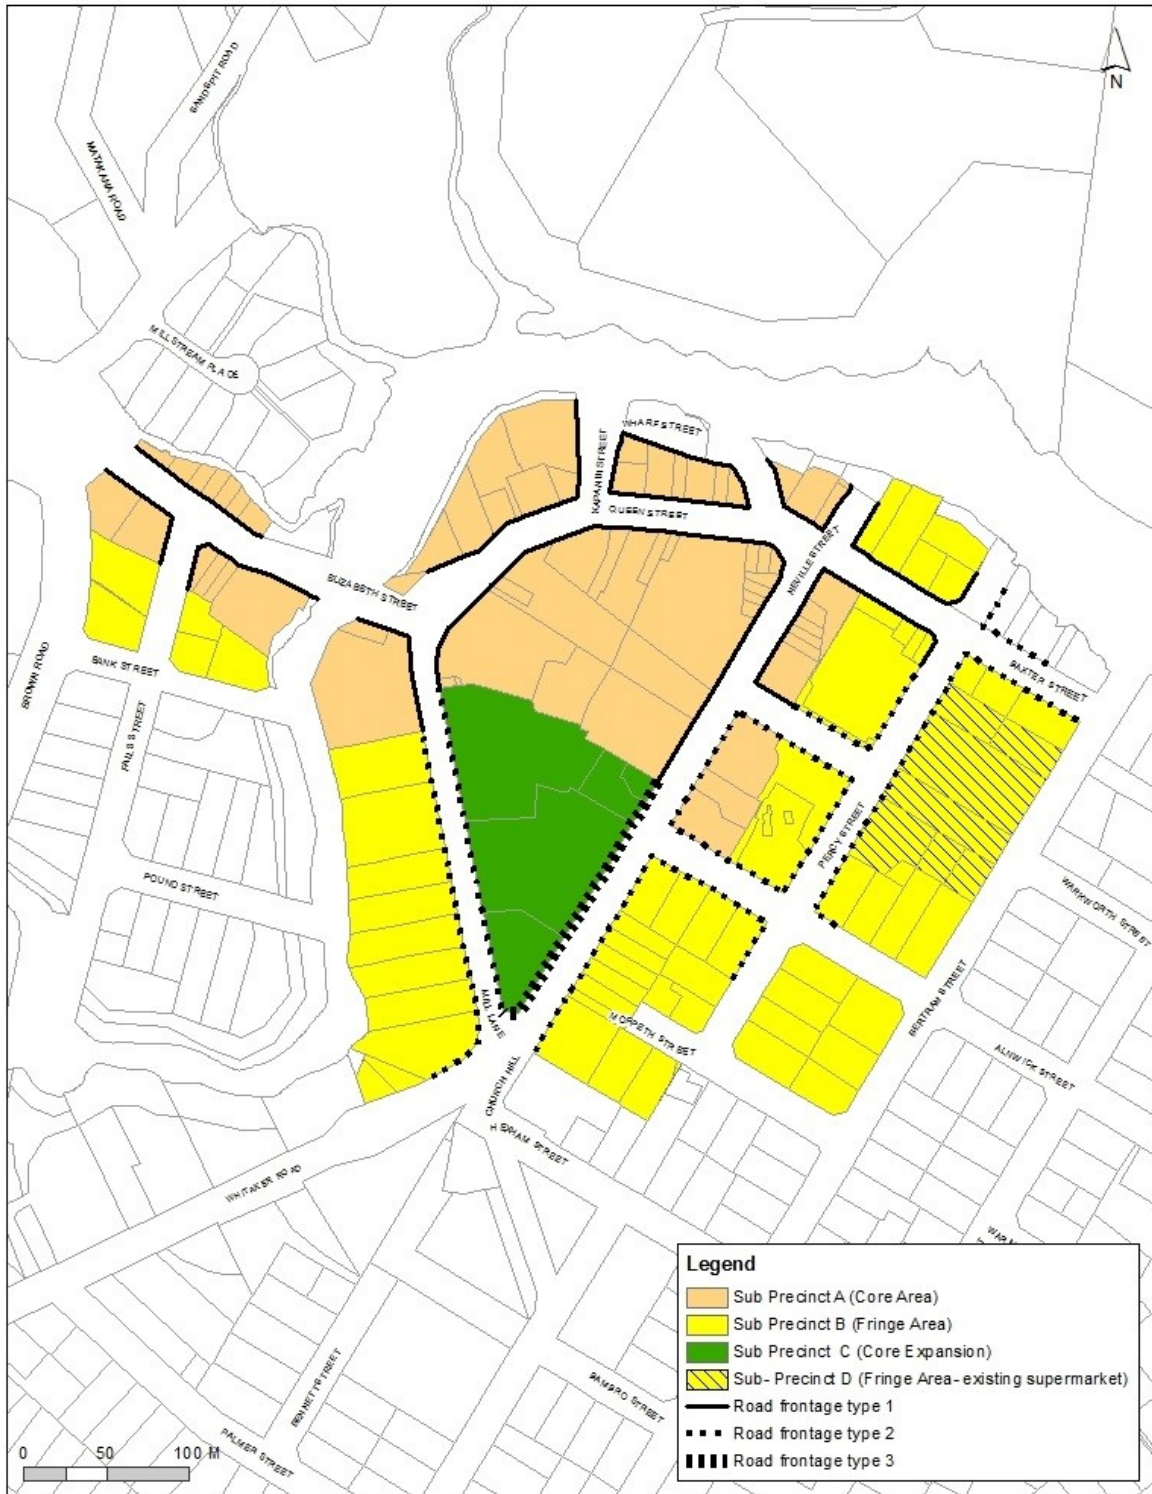 SANDSPIT ROAD
MATAKANA ROAD
N
MILLSTREAM PLACE
WHARF STREET
KAPANUI STREET
QUEEN STREET
NEVILLE STREET
ELIZABETH STREET
BROWN ROAD
BANK STREET
BAXTER STREET
FALLS STREET
PERCY STREET
POUND STREET
WARKWORTH STREET
BERTRAM STREET
MILL LANE
MORPETH STREET
ALNWICK STREET
CHURCH HILL
HEXHAM STREET
WHITAKER ROAD
Legend
Sub Precinct A (Core Area)
Sub Precinct B (Fringe Area)
Sub Precinct C (Core Expansion)
Sub- Precinct D (Fringe Area- existing supermarket)
Road frontage type 1
Road frontage type 2
Road frontage type 3
BENNETT STREET
SAMBRO STREET
PALMER STREET
0 50 100 M